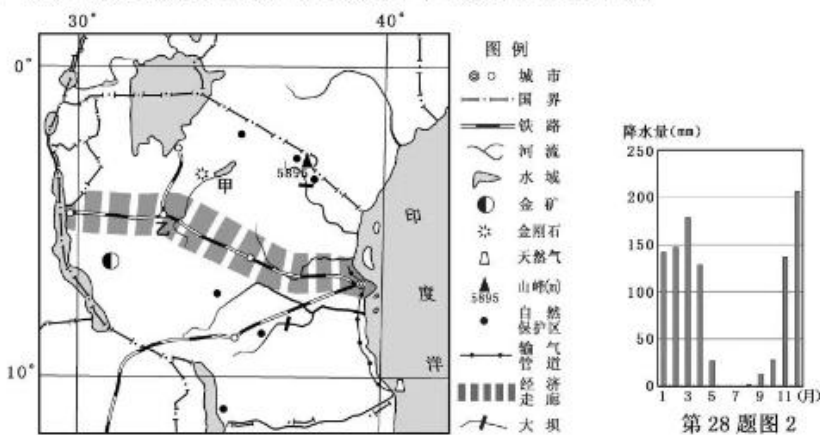 30°
40°
0°
10°
甲
5895
印
度
洋
图 例
城 市
国 界
铁 路
河 流
水 域
金 矿
金刚石
天然气
山峰(m)
5895
自 然
保护区
输 气
管 道
经 济
走 廊
大 坝
降水量(mm)
250
200
150
100
50
0
1 3 5 7 9 11 (月)
第 28 题图 2